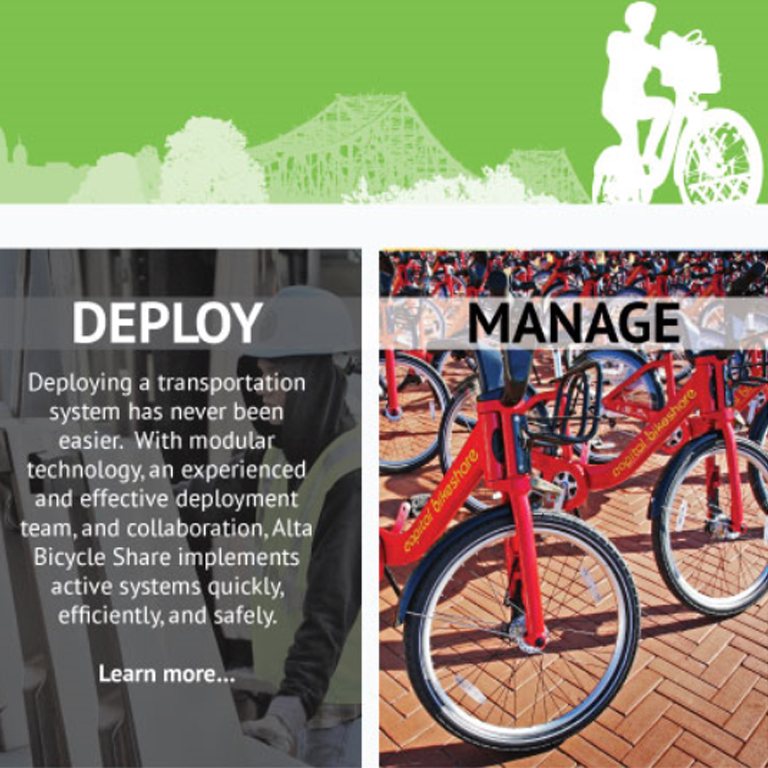 DEPLOY
Deploying a transportation
system has never been
easier. With modular
technology, an experienced
and effective deployment
team, and collaboration, Alta
Bicycle Share implements
active systems quickly,
efficiently, and safely.
Learn more...
MANAGE
capital bikeshare
capital bikeshare